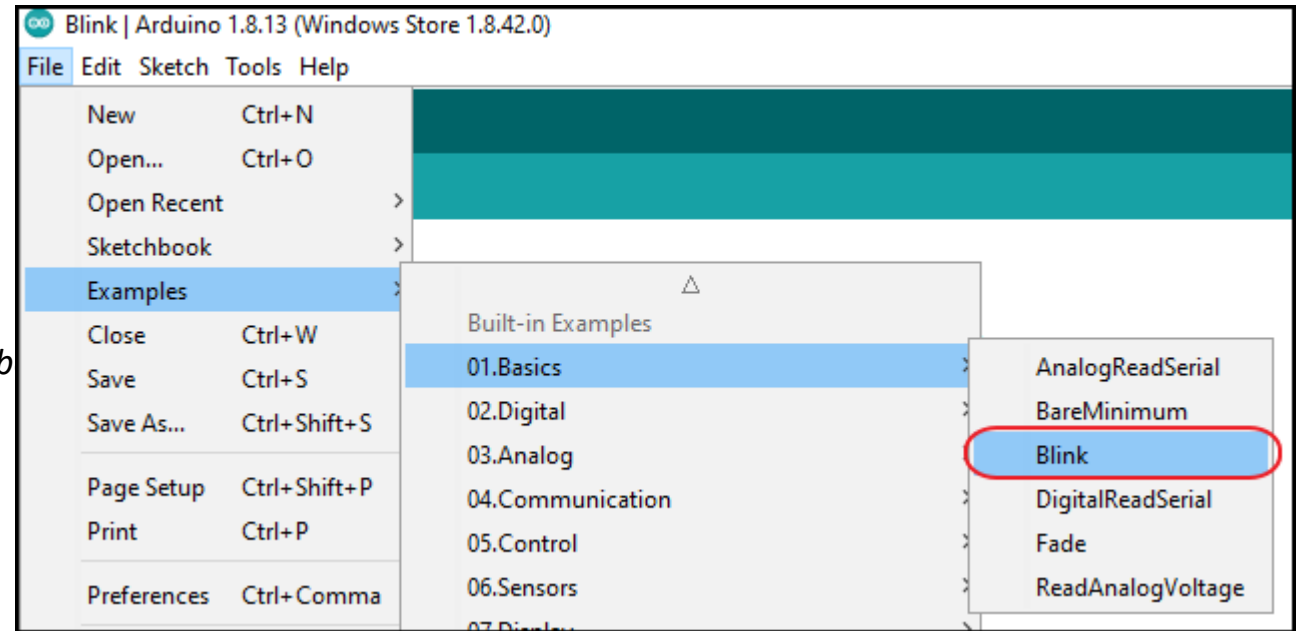 Blink | Arduino 1.8.13 (Windows Store 1.8.42.0)
File Edit Sketch Tools Help
New Ctrl+N
Open... Ctrl+O
Open Recent >
Sketchbook >
Examples >
Close Ctrl+W
Save Ctrl+S
Save As... Ctrl+Shift+S
Page Setup Ctrl+Shift+P
Print Ctrl+P
Preferences Ctrl+Comma
b
Built-in Examples
01.Basics >
02.Digital >
03.Analog >
04.Communication >
05.Control >
06.Sensors >
07.Display >
AnalogReadSerial
BareMinimum
Blink
DigitalReadSerial
Fade
ReadAnalogVoltage